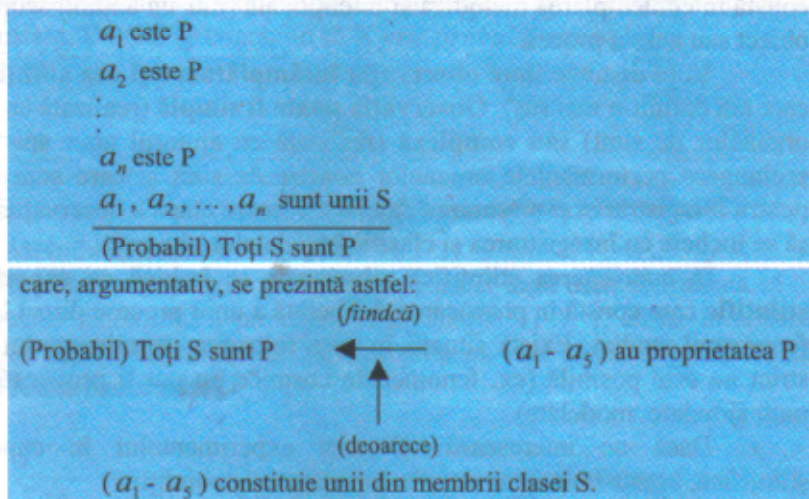 a₁ este P
a₂ este P
.
.
.
aₙ este P
a₁ , a₂ , ... , aₙ sunt unii S
(Probabil) Toți S sunt P
care, argumentativ, se prezintă astfel:
(fiindcă)
(Probabil) Toți S sunt P (a₁- a₅) au proprietatea P
(deoarece)
(a₁- a₅) constituie unii din membrii clasei S.